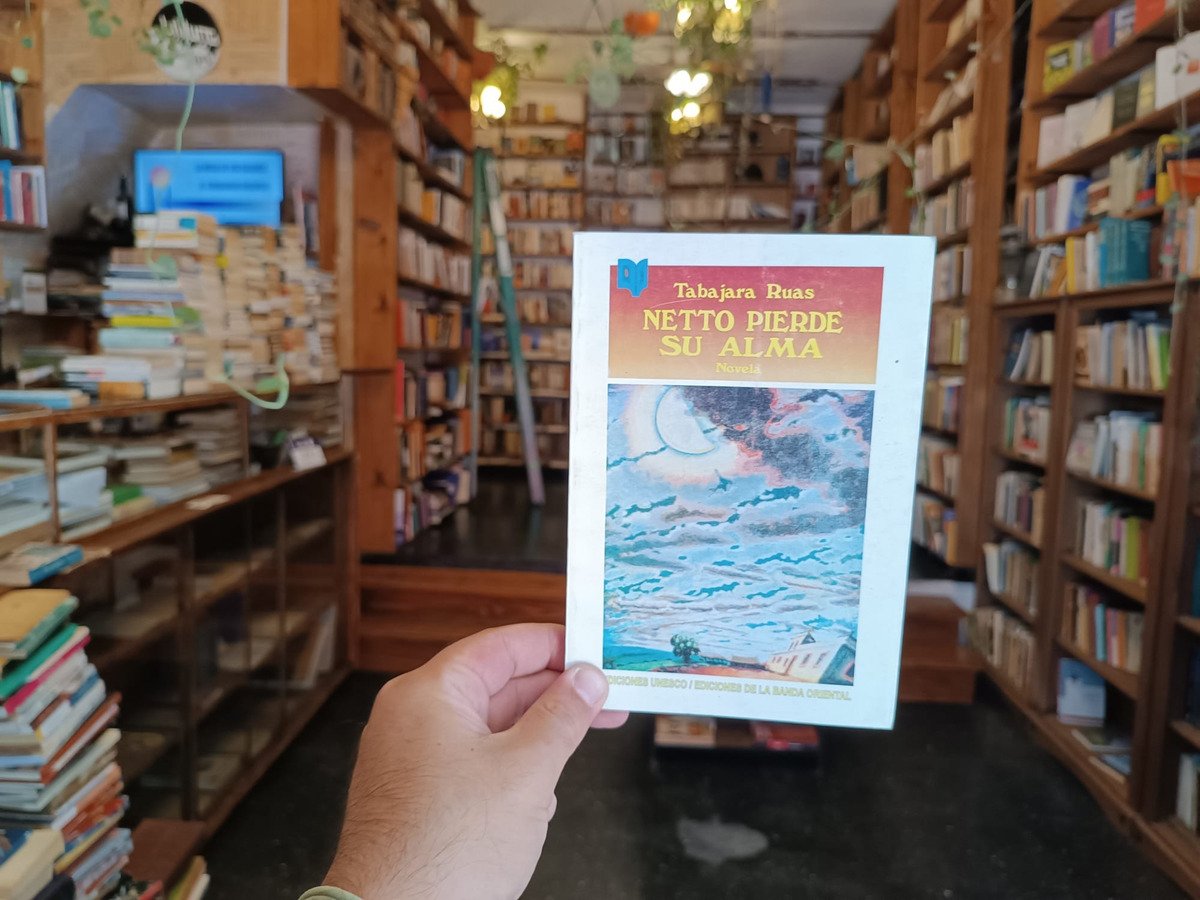 Tabajara Ruas
NETTO PIERDE
SU ALMA
Novela
EDICIONES UNESCO / EDICIONES DE LA BANDA ORIENTAL